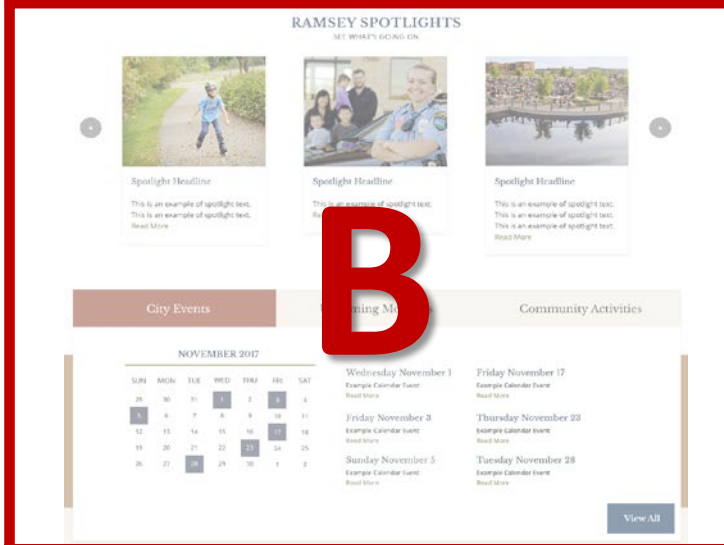 RAMSEY SPOTLIGHTS
SEE WHAT'S GOING ON
Spotlight Headline
This is an example of spotlight text.
This is an example of spotlight text.
Read More
Spotlight Headline
This is an example of spotlight text.
Spotlight Headline
This is an example of spotlight text.
This is an example of spotlight text.
This is an example of spotlight text.
Read More
B
City Events
Community Activities
NOVEMBER 2017
SUN MON TUE WED THU FRI SAT
29 30 31 1 2 3 4
5 6 7 8 9 10 11
12 13 14 15 16 17 18
19 20 21 22 23 24 25
26 27 28 29 30 1 2
Wednesday November 1
Example Calendar Event
Read More
Friday November 3
Example Calendar Event
Read More
Sunday November 5
Example Calendar Event
Read More
Friday November 17
Example Calendar Event
Read More
Thursday November 23
Example Calendar Event
Read More
Tuesday November 28
Example Calendar Event
Read More
View All